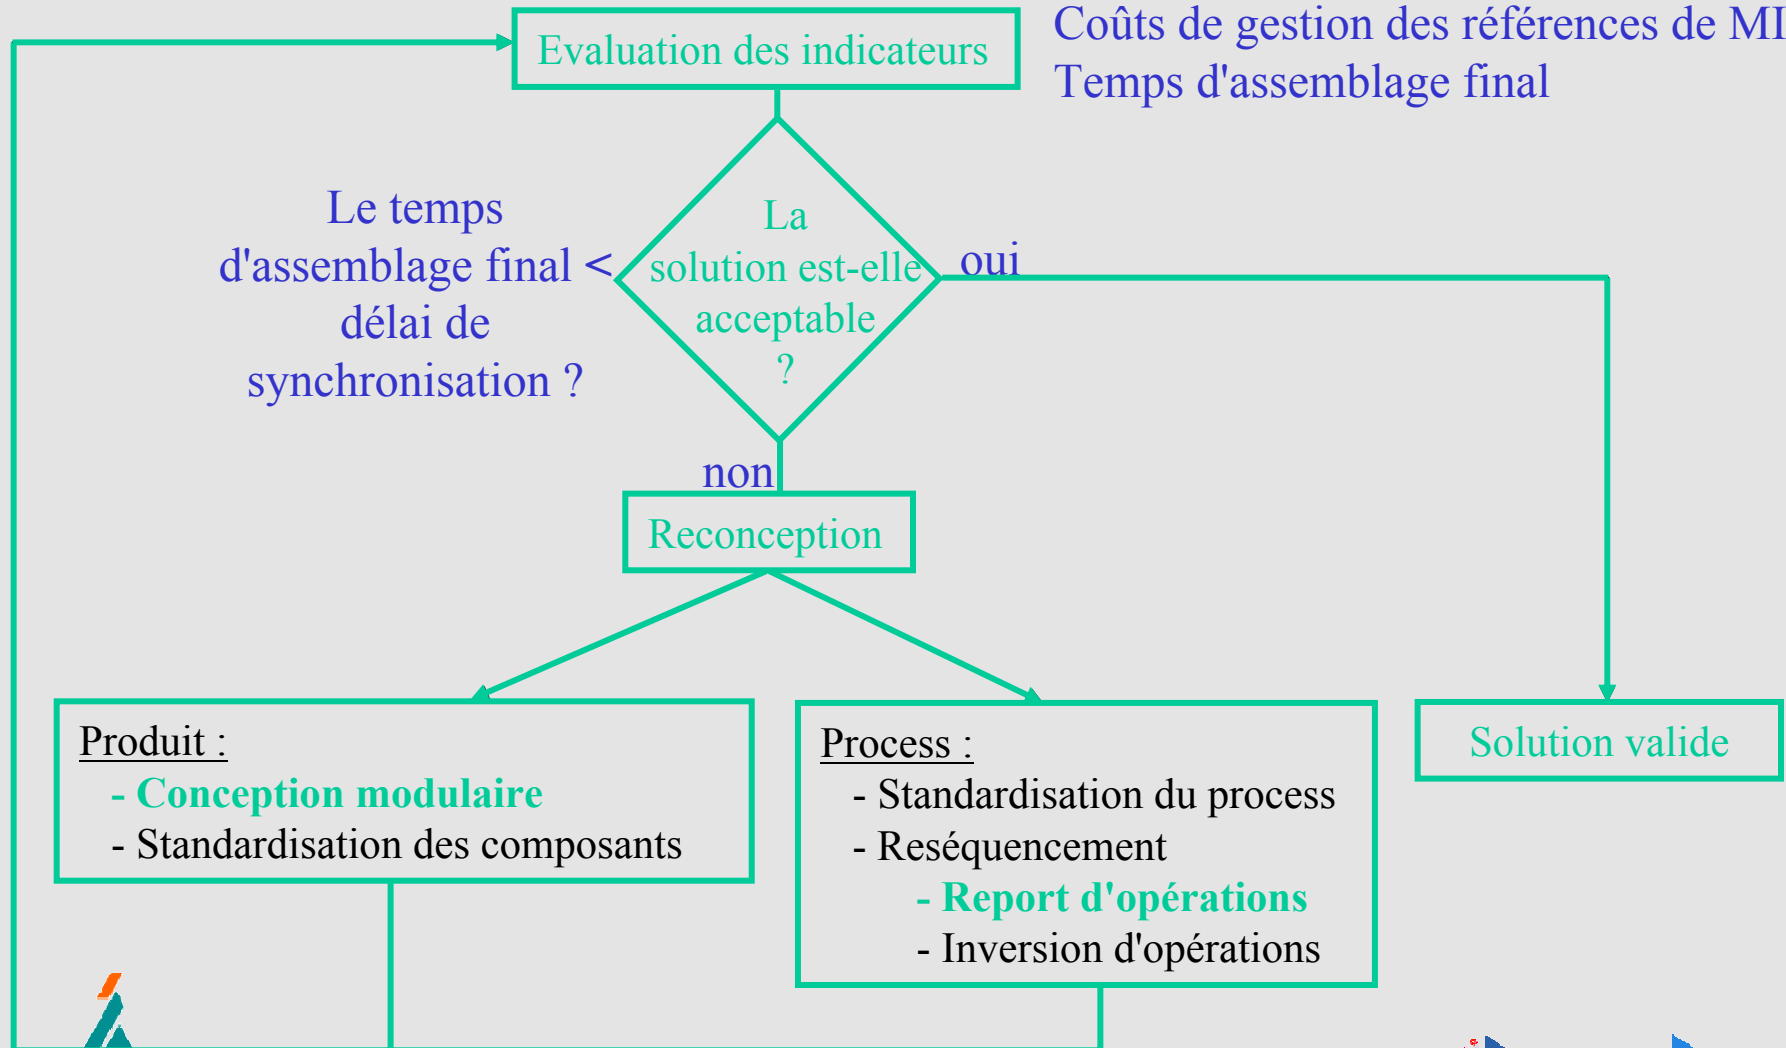 Evaluation des indicateurs
Coûts de gestion des références de MI
Temps d'assemblage final
Le temps
d'assemblage final <
délai de
synchronisation ?
La
solution est-elle
acceptable
?
oui
non
Reconception
Produit :
- Conception modulaire
- Standardisation des composants
Process :
- Standardisation du process
- Reséquencement
- Report d'opérations
- Inversion d'opérations
Solution valide